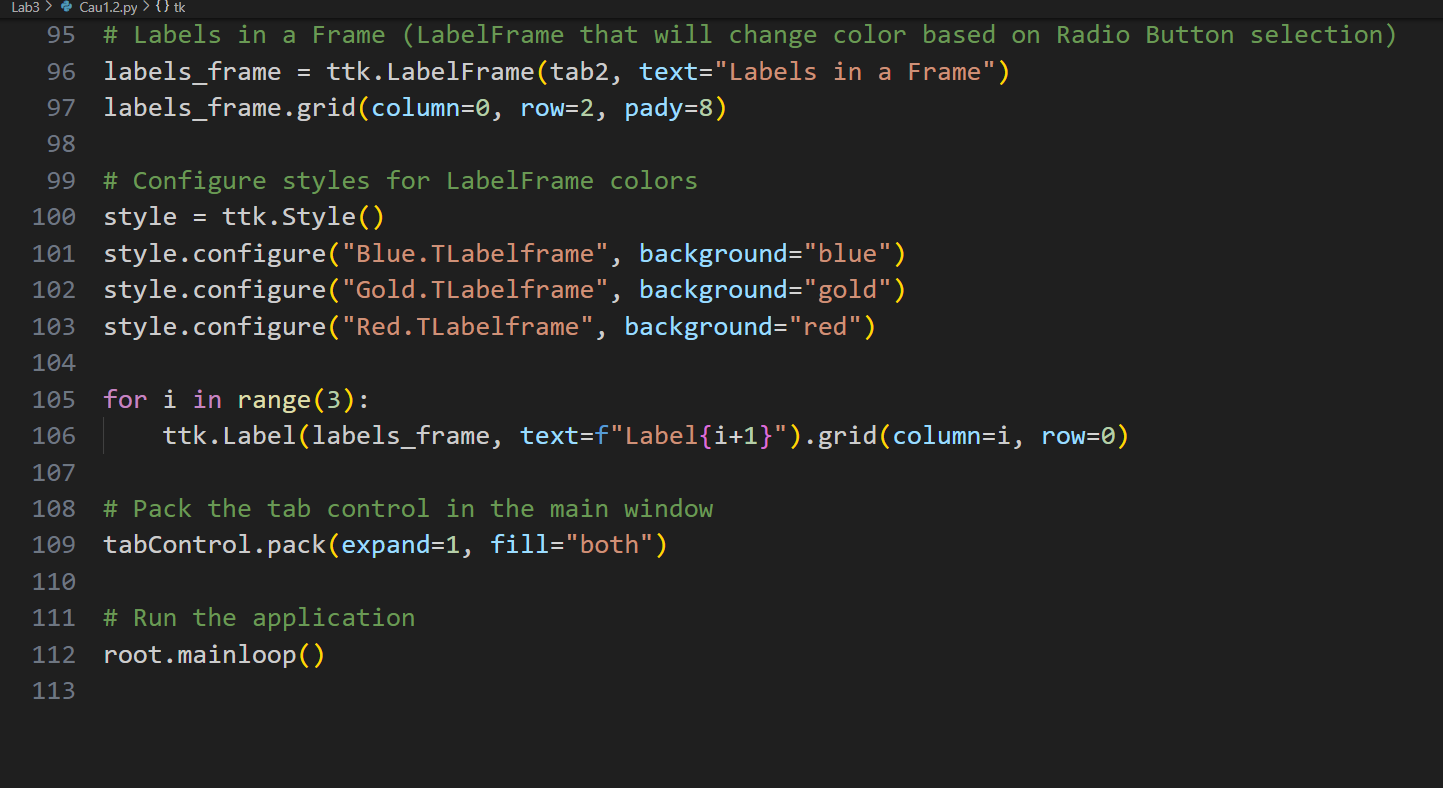 Lab3 > Cau1.2.py > {} tk
95 # Labels in a Frame (LabelFrame that will change color based on Radio Button selection)
96 labels_frame = ttk.LabelFrame(tab2, text="Labels in a Frame")
97 labels_frame.grid(column=0, row=2, pady=8)
98
99 # Configure styles for LabelFrame colors
100 style = ttk.Style()
101 style.configure("Blue.TLabelframe", background="blue")
102 style.configure("Gold.TLabelframe", background="gold")
103 style.configure("Red.TLabelframe", background="red")
104
105 for i in range(3):
106     ttk.Label(labels_frame, text=f"Label{i+1}").grid(column=i, row=0)
107
108 # Pack the tab control in the main window
109 tabControl.pack(expand=1, fill="both")
110
111 # Run the application
112 root.mainloop()
113